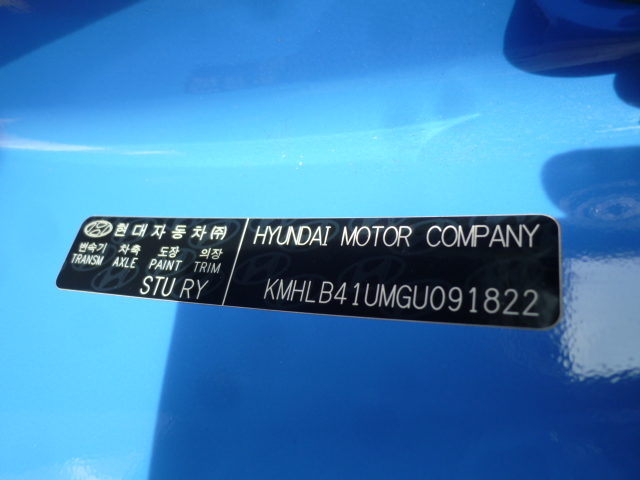 현대자동차㈜
변속기 차축 도장 의장
TRANSM AXLE PAINT TRIM
STU RY
HYUNDAI MOTOR COMPANY
KMHLB41UMGU091822